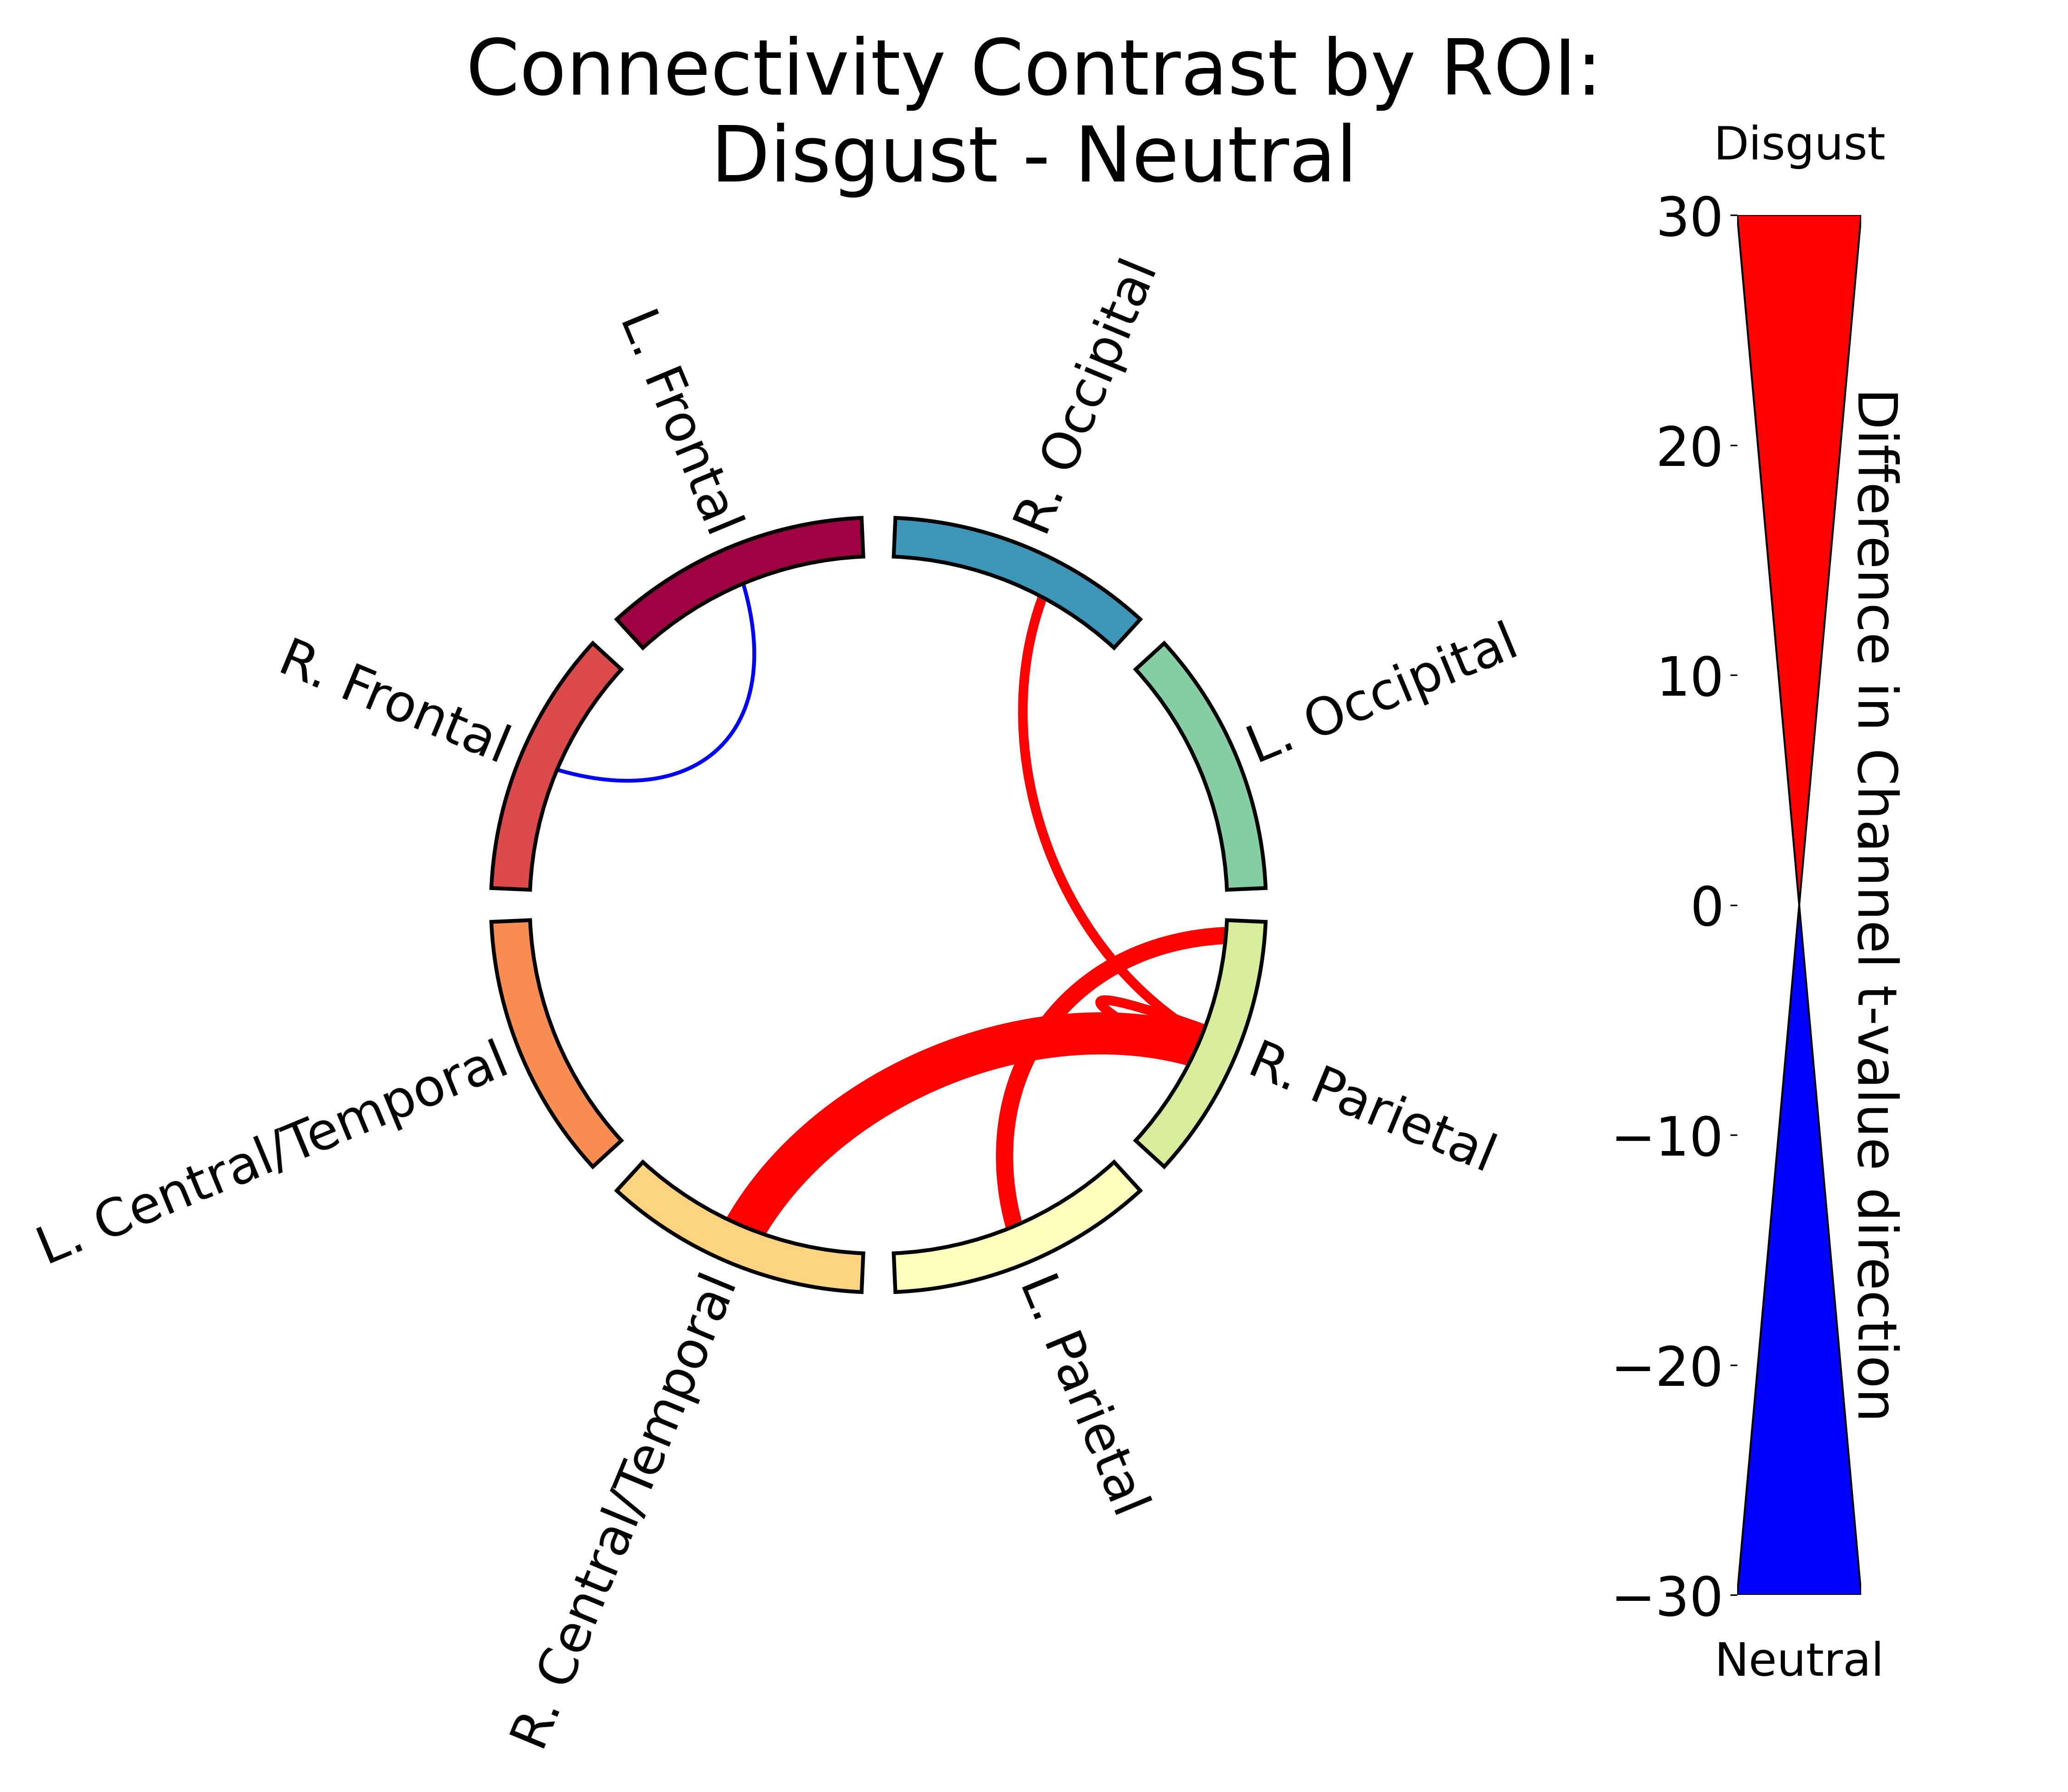 Connectivity Contrast by ROI:
Disgust - Neutral
Disgust
30
20
10
0
−10
−20
−30
Neutral
Difference in Channel t-value direction
L. Frontal
R. Occipital
R. Frontal
L. Occipital
L. Central/Temporal
R. Parietal
R. Central/Temporal
L. Parietal